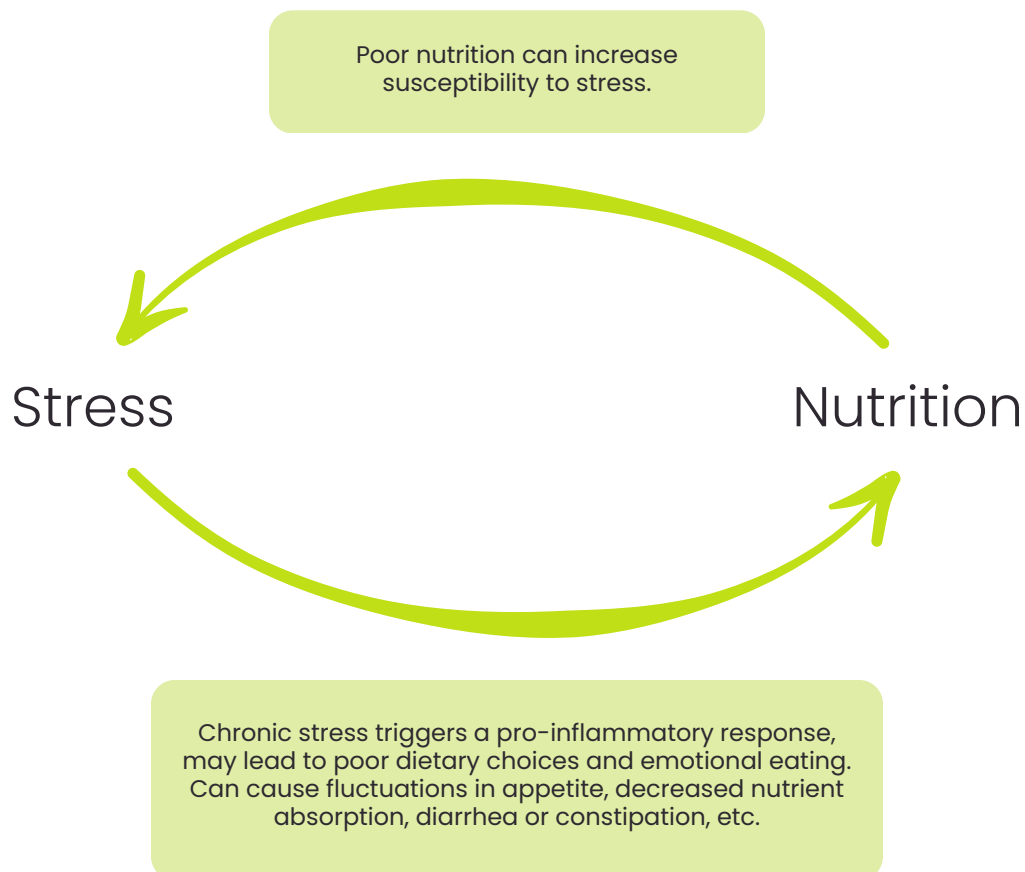 Poor nutrition can increase
susceptibility to stress.
Stress
Nutrition
Chronic stress triggers a pro-inflammatory response,
may lead to poor dietary choices and emotional eating.
Can cause fluctuations in appetite, decreased nutrient
absorption, diarrhea or constipation, etc.